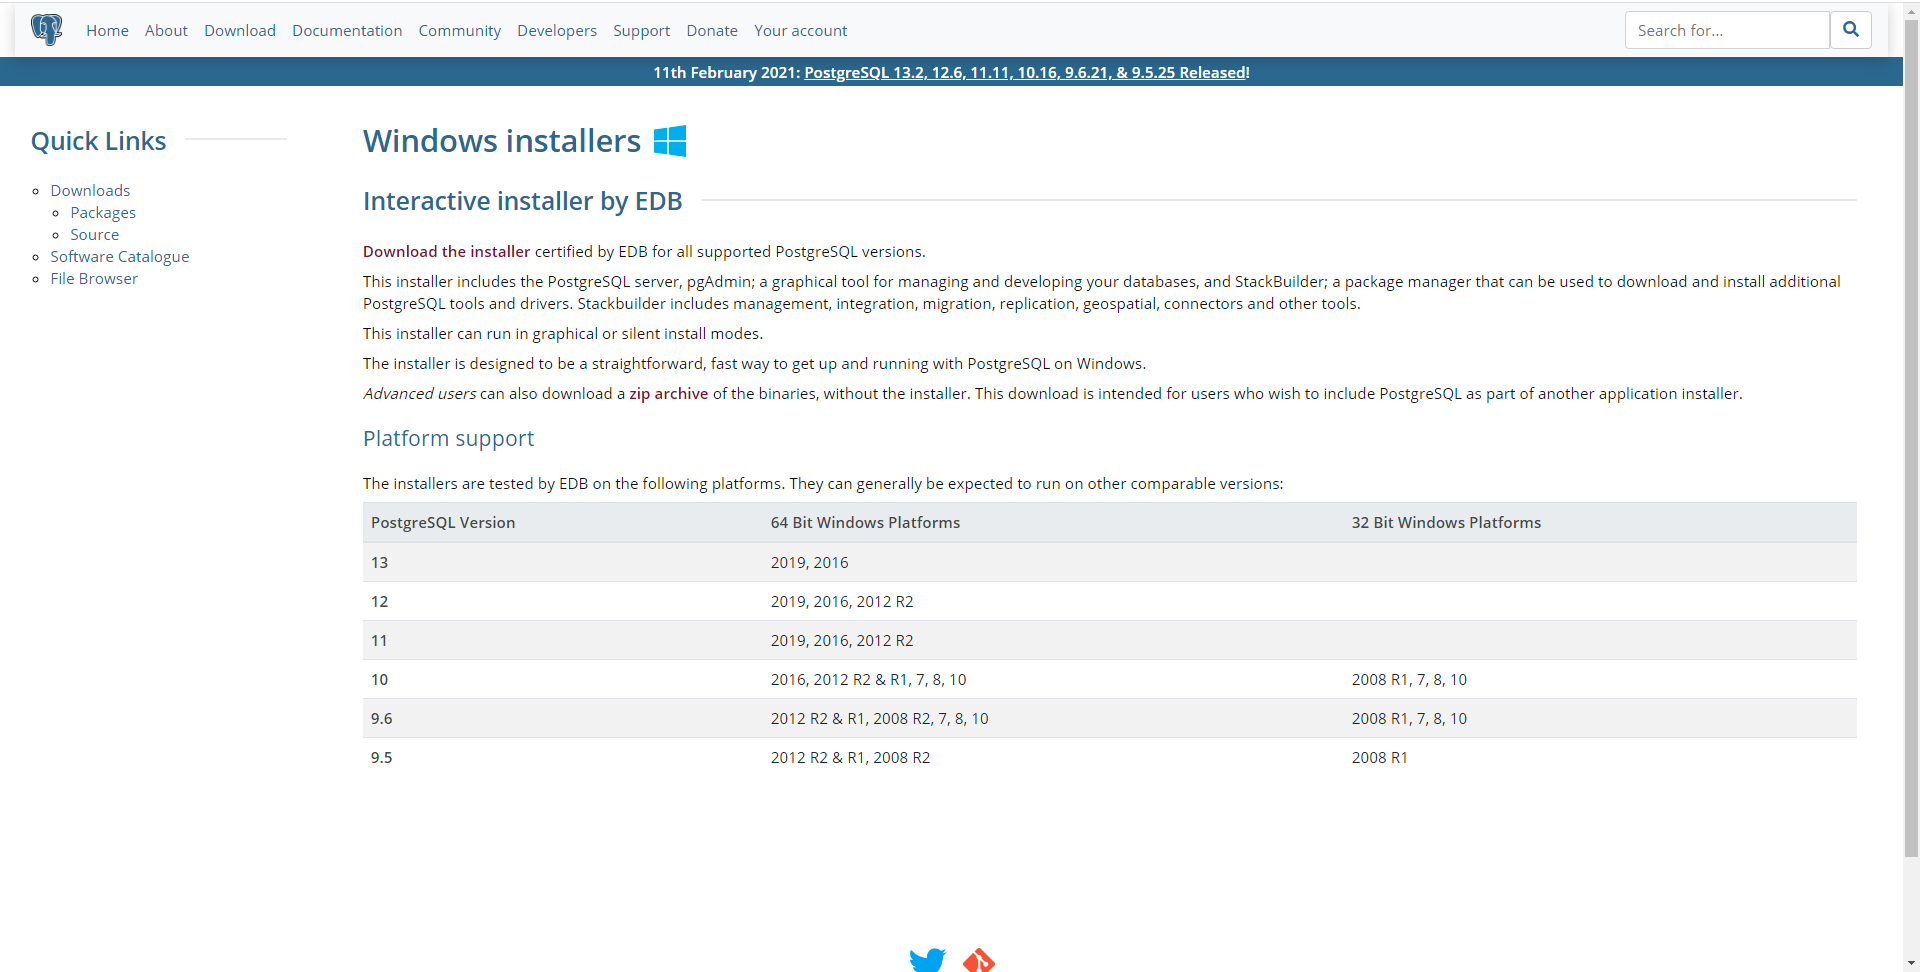 Home About Download Documentation Community Developers Support Donate Your account Search for...
11th February 2021: PostgreSQL 13.2, 12.6, 11.11, 10.16, 9.6.21, & 9.5.25 Released!
Quick Links
Downloads
Packages
Source
Software Catalogue
File Browser
Windows installers
Interactive installer by EDB
Download the installer certified by EDB for all supported PostgreSQL versions.
This installer includes the PostgreSQL server, pgAdmin; a graphical tool for managing and developing your databases, and StackBuilder; a package manager that can be used to download and install additional
PostgreSQL tools and drivers. Stackbuilder includes management, integration, migration, replication, geospatial, connectors and other tools.
This installer can run in graphical or silent install modes.
The installer is designed to be a straightforward, fast way to get up and running with PostgreSQL on Windows.
Advanced users can also download a zip archive of the binaries, without the installer. This download is intended for users who wish to include PostgreSQL as part of another application installer.
Platform support
The installers are tested by EDB on the following platforms. They can generally be expected to run on other comparable versions:
PostgreSQL Version 64 Bit Windows Platforms 32 Bit Windows Platforms
13 2019, 2016
12 2019, 2016, 2012 R2
11 2019, 2016, 2012 R2
10 2016, 2012 R2 & R1, 7, 8, 10 2008 R1, 7, 8, 10
9.6 2012 R2 & R1, 2008 R2, 7, 8, 10 2008 R1, 7, 8, 10
9.5 2012 R2 & R1, 2008 R2 2008 R1